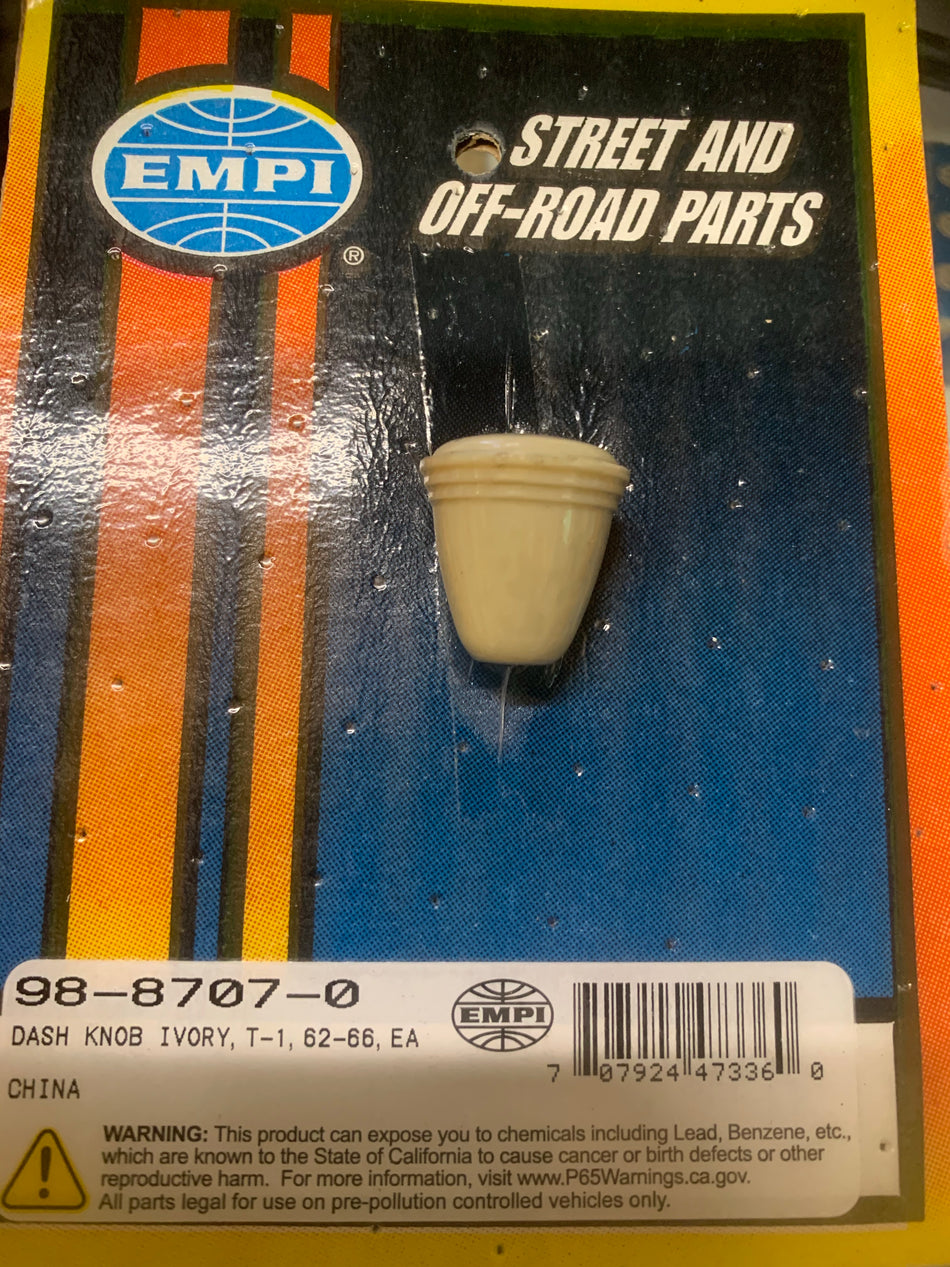 EMPI
®
STREET AND
OFF-ROAD PARTS
98-8707-0
DASH KNOB IVORY, T-1, 62-66, EA
CHINA
EMPI
7 07924 47336 0
WARNING: This product can expose you to chemicals including Lead, Benzene, etc.,
which are known to the State of California to cause cancer or birth defects or other
reproductive harm. For more information, visit www.P65Warnings.ca.gov.
All parts legal for use on pre-pollution controlled vehicles only.